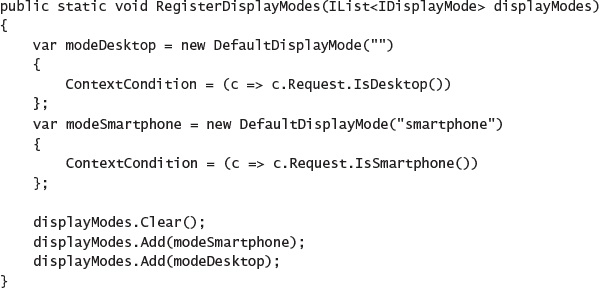 public static void RegisterDisplayModes(IList<IDisplayMode> displayModes)
{
    var modeDesktop = new DefaultDisplayMode("")
    {
        ContextCondition = (c => c.Request.IsDesktop())
    };
    var modeSmartphone = new DefaultDisplayMode("smartphone")
    {
        ContextCondition = (c => c.Request.IsSmartphone())
    };

    displayModes.Clear();
    displayModes.Add(modeSmartphone);
    displayModes.Add(modeDesktop);
}